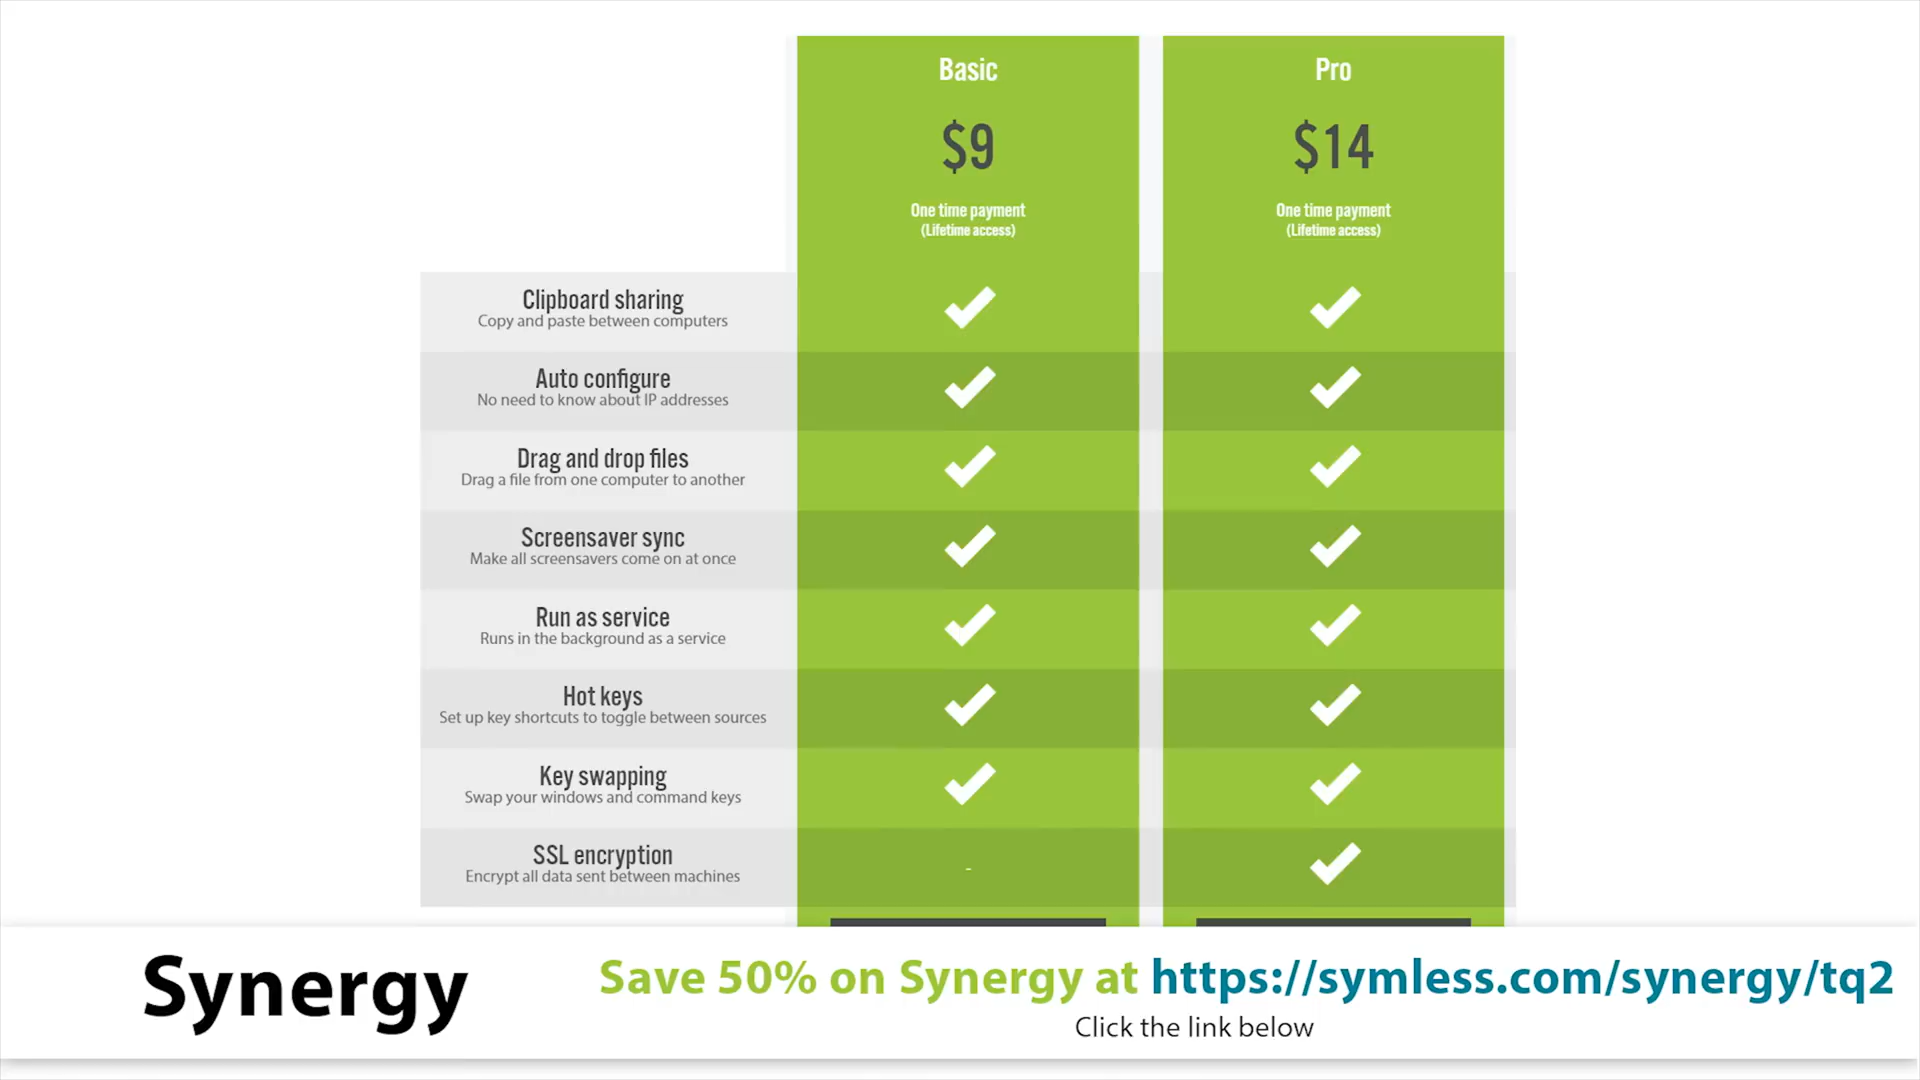 Basic
Pro
$9
$14
One time payment
(Lifetime access)
One time payment
(Lifetime access)
Clipboard sharing
Copy and paste between computers
Auto configure
No need to know about IP addresses
Drag and drop files
Drag a file from one computer to another
Screensaver sync
Make all screensavers come on at once
Run as service
Runs in the background as a service
Hot keys
Set up key shortcuts to toggle between sources
Key swapping
Swap your windows and command keys
SSL encryption
Encrypt all data sent between machines
-
Synergy
Save 50% on Synergy at https://symless.com/synergy/tq2
Click the link below